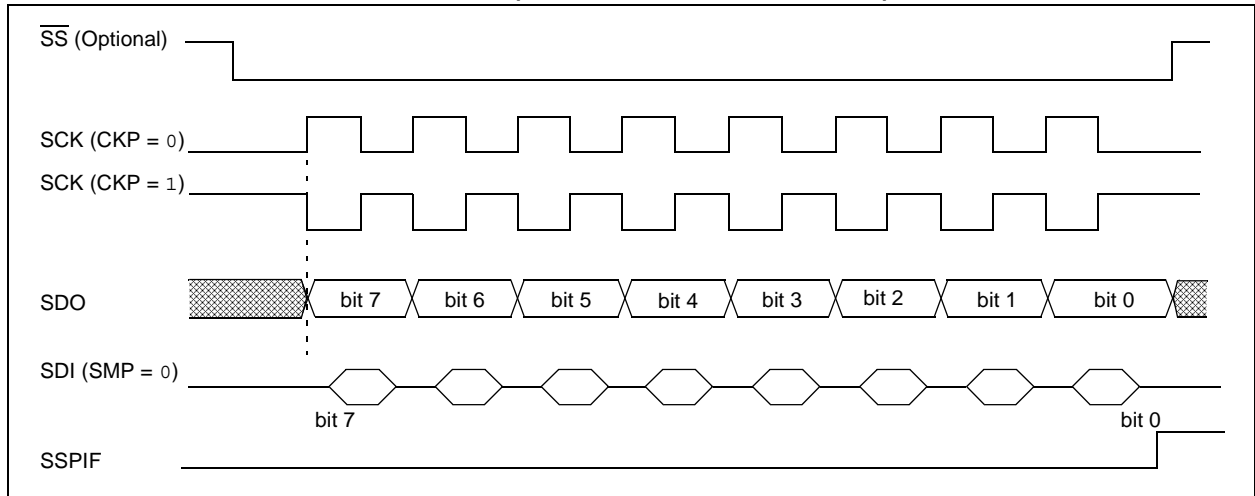 SS (Optional)
SCK (CKP = 0)
SCK (CKP = 1)
SDO bit 7 bit 6 bit 5 bit 4 bit 3 bit 2 bit 1 bit 0
SDI (SMP = 0)
bit 7 bit 0
SSPIF